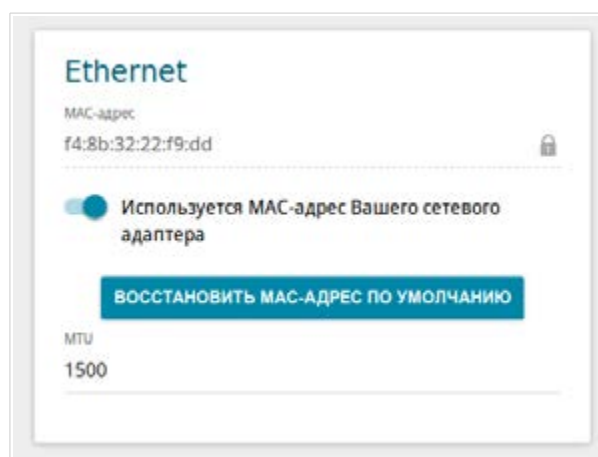 Ethernet
MAC-адрес
f4:8b:32:22:f9:dd
Используется MAC-адрес Вашего сетевого
адаптера
ВОССТАНОВИТЬ MAC-АДРЕС ПО УМОЛЧАНИЮ
MTU
1500